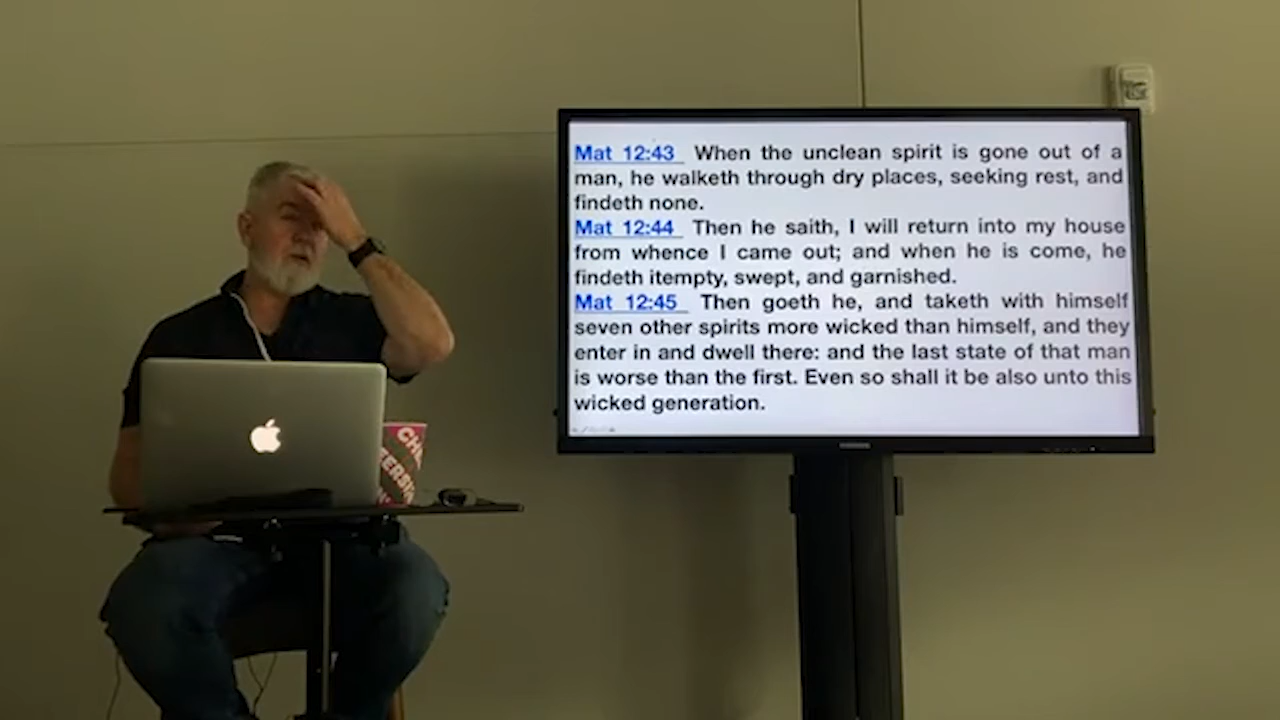 Mat 12:43 When the unclean spirit is gone out of a
man, he walketh through dry places, seeking rest, and
findeth none.
Mat 12:44 Then he saith, I will return into my house
from whence I came out; and when he is come, he
findeth itempty, swept, and garnished.
Mat 12:45 Then goeth he, and taketh with himself
seven other spirits more wicked than himself, and they
enter in and dwell there: and the last state of that man
is worse than the first. Even so shall it be also unto this
wicked generation.